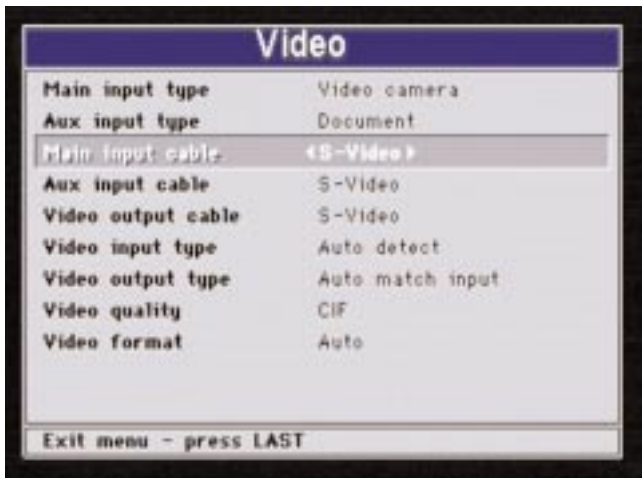 Video
Main input type Video camera
Aux input type Document
Main input cable ◄S-Video►
Aux input cable S-Video
Video output cable S-Video
Video input type Auto detect
Video output type Auto match input
Video quality CIF
Video format Auto
Exit menu - press LAST